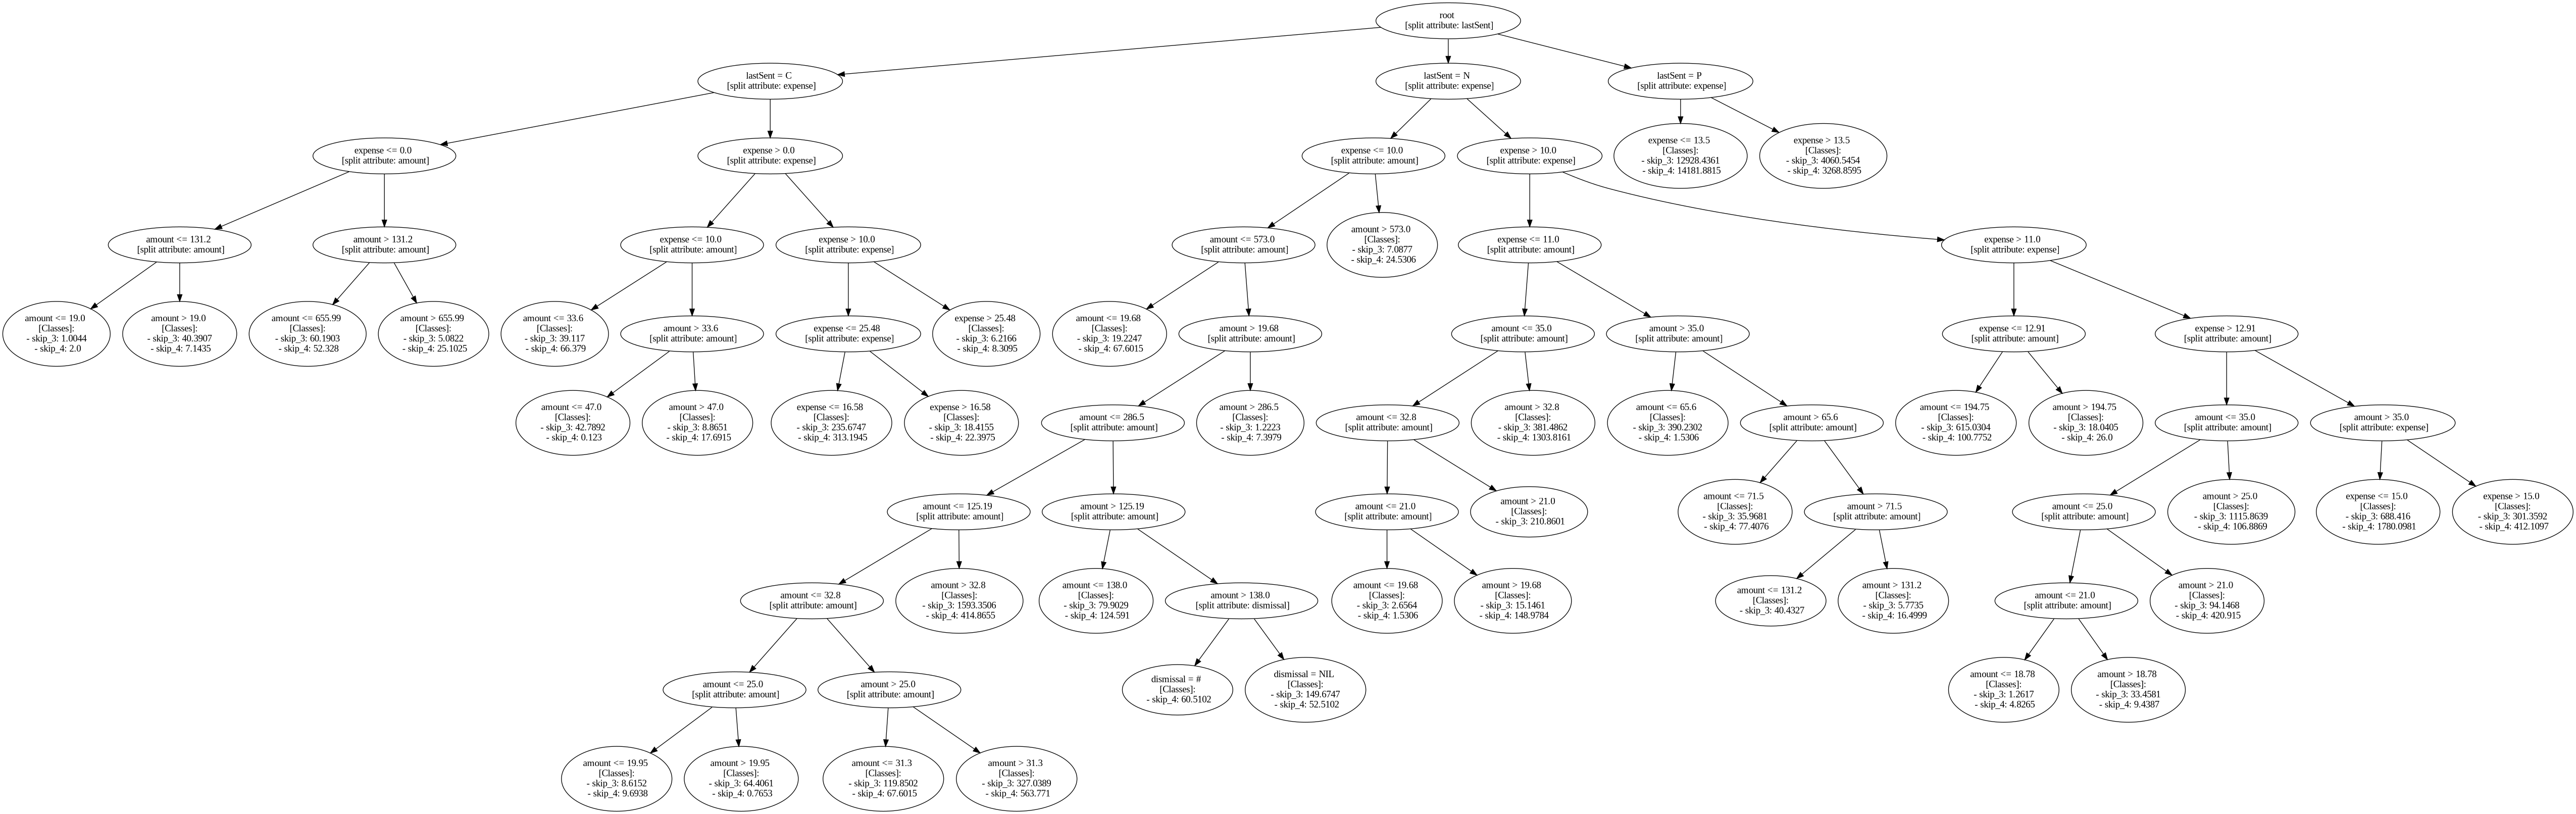 root
[split attribute: lastSent]
lastSent = C
[split attribute: expense]
lastSent = N
[split attribute: expense]
lastSent = P
[split attribute: expense]
expense <= 0.0
[split attribute: amount]
expense > 0.0
[split attribute: expense]
expense <= 10.0
[split attribute: amount]
expense > 10.0
[split attribute: expense]
expense <= 13.5
[Classes]:
- skip_3: 12928.4361
- skip_4: 14181.8815
expense > 13.5
[Classes]:
- skip_3: 4060.5454
- skip_4: 3268.8595
amount <= 131.2
[split attribute: amount]
amount > 131.2
[split attribute: amount]
expense <= 10.0
[split attribute: amount]
expense > 10.0
[split attribute: expense]
amount <= 573.0
[split attribute: amount]
amount > 573.0
[Classes]:
- skip_3: 7.0877
- skip_4: 24.5306
expense <= 11.0
[split attribute: amount]
expense > 11.0
[split attribute: expense]
amount <= 19.0
[Classes]:
- skip_3: 1.0044
- skip_4: 2.0
amount > 19.0
[Classes]:
- skip_3: 40.3907
- skip_4: 7.1435
amount <= 655.99
[Classes]:
- skip_3: 60.1903
- skip_4: 52.328
amount > 655.99
[Classes]:
- skip_3: 5.0822
- skip_4: 25.1025
amount <= 33.6
[Classes]:
- skip_3: 39.117
- skip_4: 66.379
amount > 33.6
[split attribute: amount]
expense <= 25.48
[split attribute: expense]
expense > 25.48
[Classes]:
- skip_3: 6.2166
- skip_4: 8.3095
amount <= 19.68
[Classes]:
- skip_3: 19.2247
- skip_4: 67.6015
amount > 19.68
[split attribute: amount]
amount <= 35.0
[split attribute: amount]
amount > 35.0
[split attribute: amount]
expense <= 12.91
[split attribute: amount]
expense > 12.91
[split attribute: amount]
amount <= 47.0
[Classes]:
- skip_3: 42.7892
- skip_4: 0.123
amount > 47.0
[Classes]:
- skip_3: 8.8651
- skip_4: 17.6915
expense <= 16.58
[Classes]:
- skip_3: 235.6747
- skip_4: 313.1945
expense > 16.58
[Classes]:
- skip_3: 18.4155
- skip_4: 22.3975
amount <= 286.5
[split attribute: amount]
amount > 286.5
[Classes]:
- skip_3: 1.2223
- skip_4: 7.3979
amount <= 32.8
[split attribute: amount]
amount > 32.8
[Classes]:
- skip_3: 381.4862
- skip_4: 1303.8161
amount <= 65.6
[Classes]:
- skip_3: 390.2302
- skip_4: 1.5306
amount > 65.6
[split attribute: amount]
amount <= 194.75
[Classes]:
- skip_3: 615.0304
- skip_4: 100.7752
amount > 194.75
[Classes]:
- skip_3: 18.0405
- skip_4: 26.0
amount <= 35.0
[split attribute: amount]
amount > 35.0
[split attribute: expense]
amount <= 125.19
[split attribute: amount]
amount > 125.19
[split attribute: amount]
amount <= 21.0
[split attribute: amount]
amount > 21.0
[Classes]:
- skip_3: 210.8601
amount <= 71.5
[Classes]:
- skip_3: 35.9681
- skip_4: 77.4076
amount > 71.5
[split attribute: amount]
amount <= 25.0
[split attribute: amount]
amount > 25.0
[Classes]:
- skip_3: 1115.8639
- skip_4: 106.8869
expense <= 15.0
[Classes]:
- skip_3: 688.416
- skip_4: 1780.0981
expense > 15.0
[Classes]:
- skip_3: 301.3592
- skip_4: 412.1097
amount <= 32.8
[split attribute: amount]
amount > 32.8
[Classes]:
- skip_3: 1593.3506
- skip_4: 414.8655
amount <= 138.0
[Classes]:
- skip_3: 79.9029
- skip_4: 124.591
amount > 138.0
[split attribute: dismissal]
amount <= 19.68
[Classes]:
- skip_3: 2.6564
- skip_4: 1.5306
amount > 19.68
[Classes]:
- skip_3: 15.1461
- skip_4: 148.9784
amount <= 131.2
[Classes]:
- skip_3: 40.4327
amount > 131.2
[Classes]:
- skip_3: 5.7735
- skip_4: 16.4999
amount <= 21.0
[split attribute: amount]
amount > 21.0
[Classes]:
- skip_3: 94.1468
- skip_4: 420.915
amount <= 25.0
[split attribute: amount]
amount > 25.0
[split attribute: amount]
dismissal = #
[Classes]:
- skip_4: 60.5102
dismissal = NIL
[Classes]:
- skip_3: 149.6747
- skip_4: 52.5102
amount <= 18.78
[Classes]:
- skip_3: 1.2617
- skip_4: 4.8265
amount > 18.78
[Classes]:
- skip_3: 33.4581
- skip_4: 9.4387
amount <= 19.95
[Classes]:
- skip_3: 8.6152
- skip_4: 9.6938
amount > 19.95
[Classes]:
- skip_3: 64.4061
- skip_4: 0.7653
amount <= 31.3
[Classes]:
- skip_3: 119.8502
- skip_4: 67.6015
amount > 31.3
[Classes]:
- skip_3: 327.0389
- skip_4: 563.771